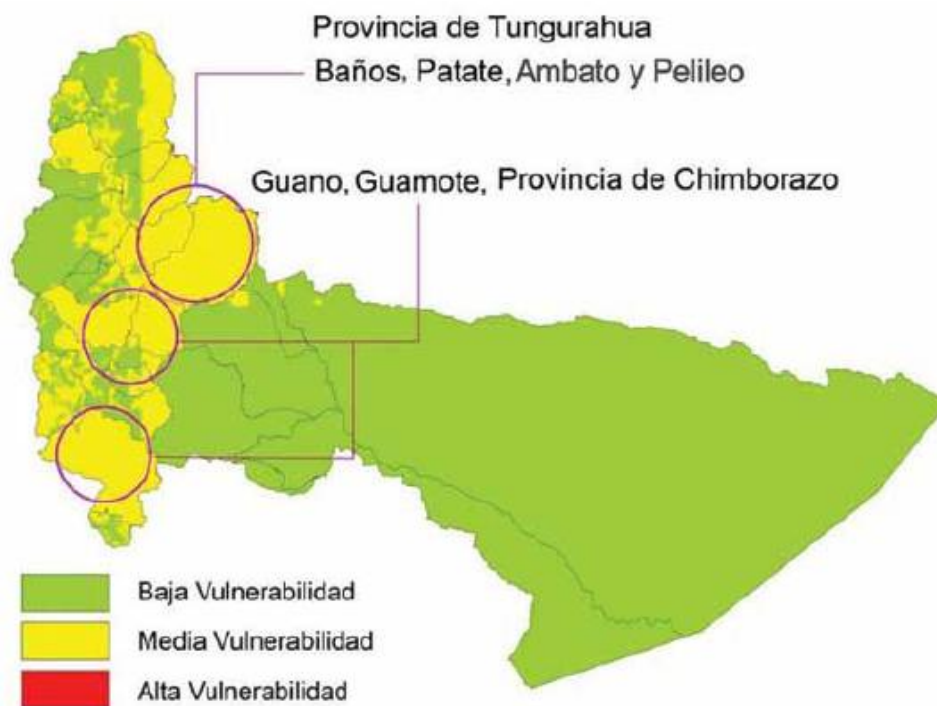 Provincia de Tungurahua
Baños, Patate, Ambato y Pelileo
Guano, Guamote, Provincia de Chimborazo
Baja Vulnerabilidad
Media Vulnerabilidad
Alta Vulnerabilidad